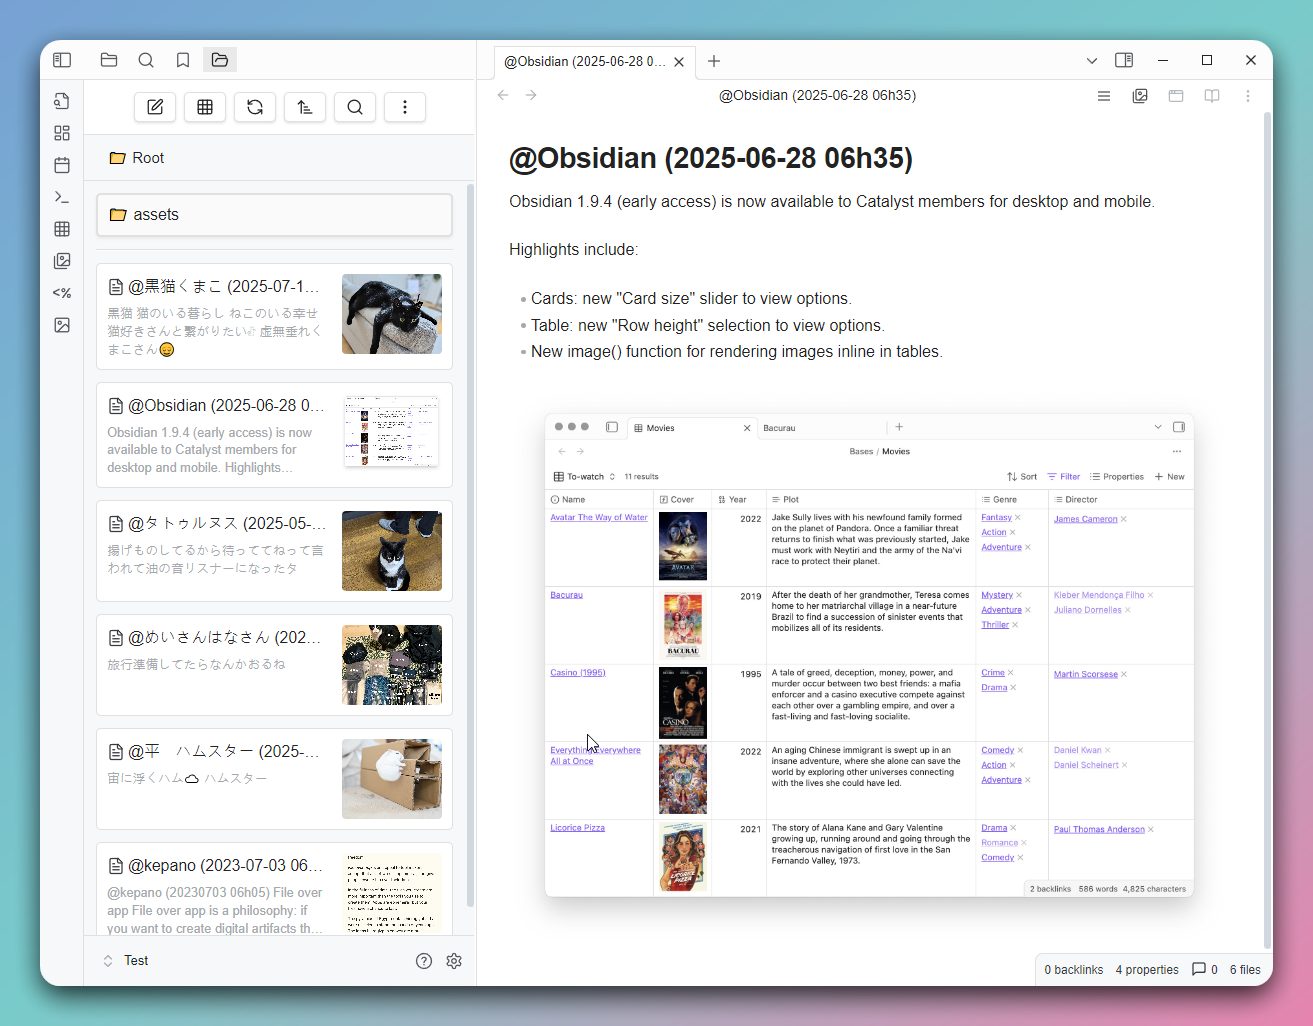 @Obsidian (2025-06-28 0...
@Obsidian (2025-06-28 06h35)
Root
assets
@黒猫くまこ (2025-07-1...
黒猫 猫のいる暮らし ねこのいる幸せ
猫好きさんと繋がりたい 虚無垂れく
まこさん😑
@Obsidian (2025-06-28 0...
Obsidian 1.9.4 (early access) is now
available to Catalyst members for
desktop and mobile. Highlights...
@タトゥルヌス (2025-05-...
揚げものしてるから待っててねって言
われて油の音リスナーになったタ
@めいさんはなさん (202...
旅行準備してたらなんかおるね
@平　ハムスター (2025-...
宙に浮くハム☁ ハムスター
@kepano (2023-07-03 06...
@kepano (20230703 06h05) File over
app File over app is a philosophy: if
you want to create digital artifacts th...
Test
<%
@Obsidian (2025-06-28 06h35)
Obsidian 1.9.4 (early access) is now available to Catalyst members for desktop and mobile.
Highlights include:
Cards: new "Card size" slider to view options.
Table: new "Row height" selection to view options.
New image() function for rendering images inline in tables.
Movies
Bacurau
Bases / Movies
To-watch 11 results
Sort Filter Properties New
Name Cover Year Plot Genre Director
Avatar The Way of Water
AVATAR
2022
Jake Sully lives with his newfound family formed
on the planet of Pandora. Once a familiar threat
returns to finish what was previously started, Jake
must work with Neytiri and the army of the Na'vi
race to protect their planet.
Fantasy
Action
Adventure
James Cameron
Bacurau
BACURAU
2019
After the death of her grandmother, Teresa comes
home to her matriarchal village in a near-future
Brazil to find a succession of sinister events that
mobilizes all of its residents.
Mystery
Adventure
Thriller
Kleber Mendonça Filho
Juliano Dornelles
Casino (1995)
CASINO
1995
A tale of greed, deception, money, power, and
murder occur between two best friends: a mafia
enforcer and a casino executive compete against
each other over a gambling empire, and over a
fast-living and fast-loving socialite.
Crime
Drama
Martin Scorsese
Everything Everywhere
All at Once
2022
An aging Chinese immigrant is swept up in an
insane adventure, where she alone can save the
world by exploring other universes connecting
with the lives she could have led.
Comedy
Action
Adventure
Daniel Kwan
Daniel Scheinert
Licorice Pizza
LICORICE
PIZZA
2021
The story of Alana Kane and Gary Valentine
growing up, running around and going through the
treacherous navigation of first love in the San
Fernando Valley, 1973.
Drama
Romance
Comedy
Paul Thomas Anderson
2 backlinks 586 words 4,825 characters
0 backlinks 4 properties 0 6 files